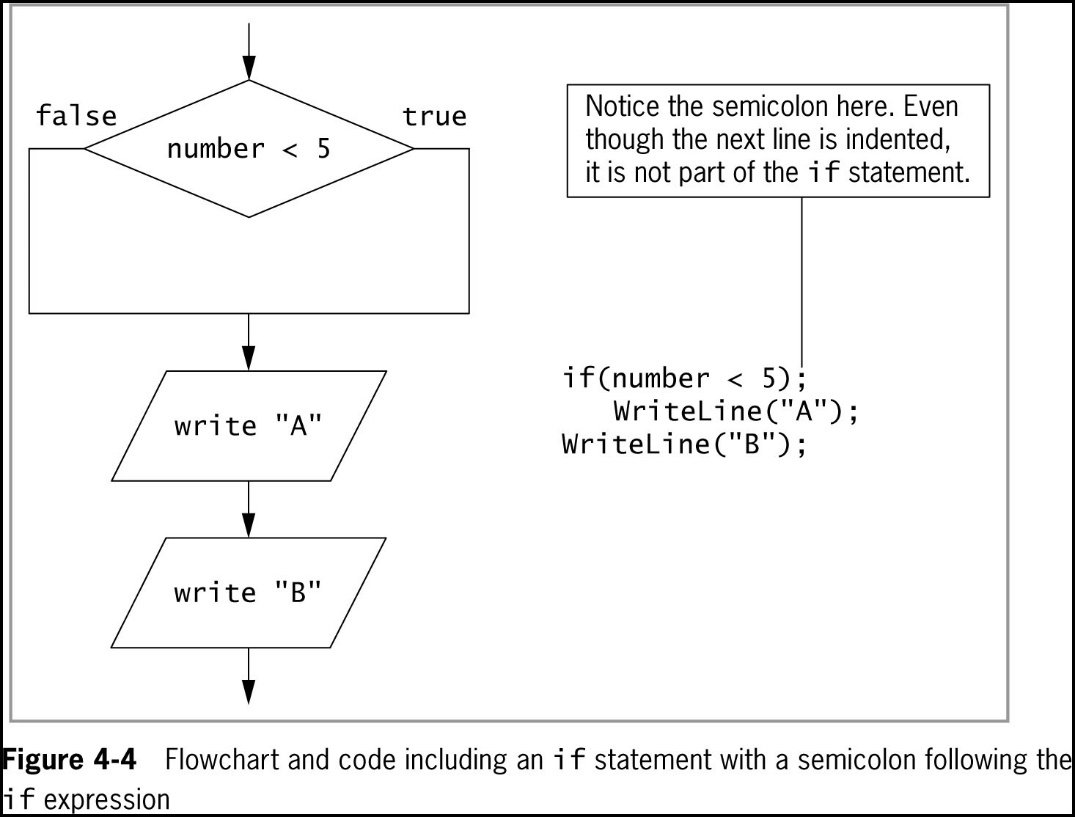 false
true
number < 5
write "A"
write "B"
Notice the semicolon here. Even
though the next line is indented,
it is not part of the if statement.
if(number < 5);
   WriteLine("A");
WriteLine("B");
Figure 4-4 Flowchart and code including an if statement with a semicolon following the
if expression